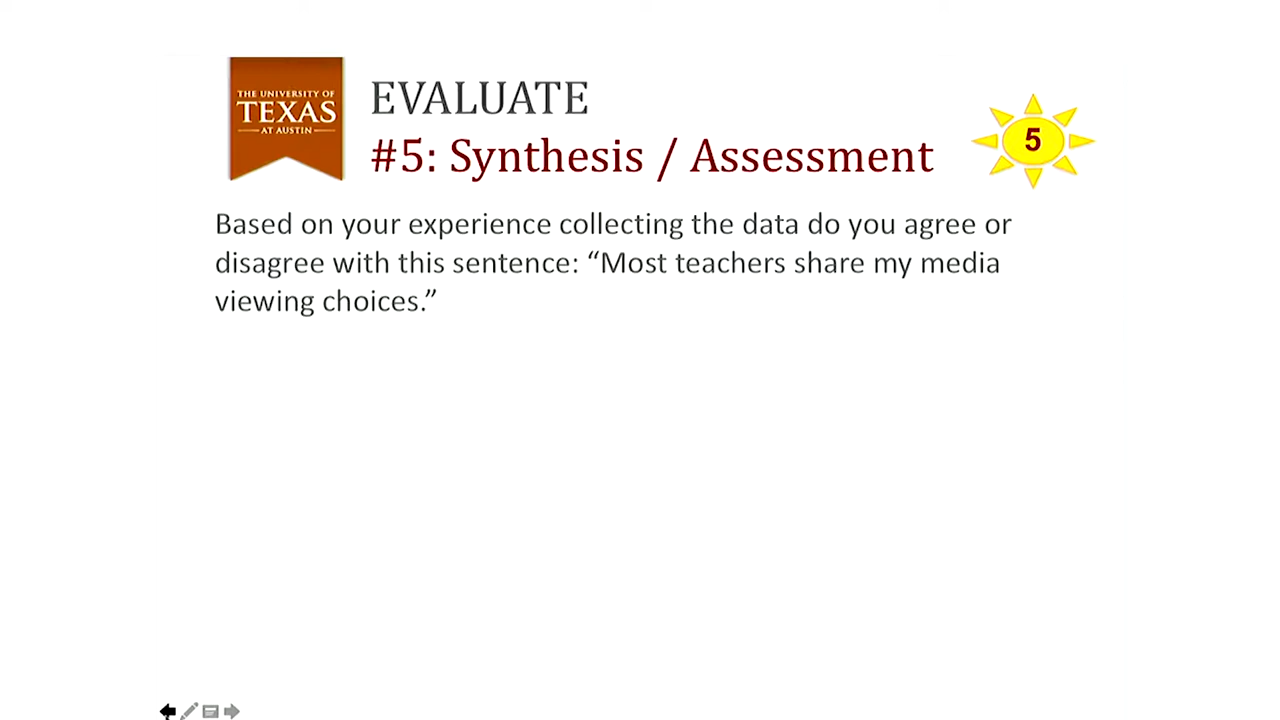 THE UNIVERSITY OF
TEXAS
AT AUSTIN
EVALUATE
#5: Synthesis / Assessment
5
Based on your experience collecting the data do you agree or
disagree with this sentence: “Most teachers share my media
viewing choices.”